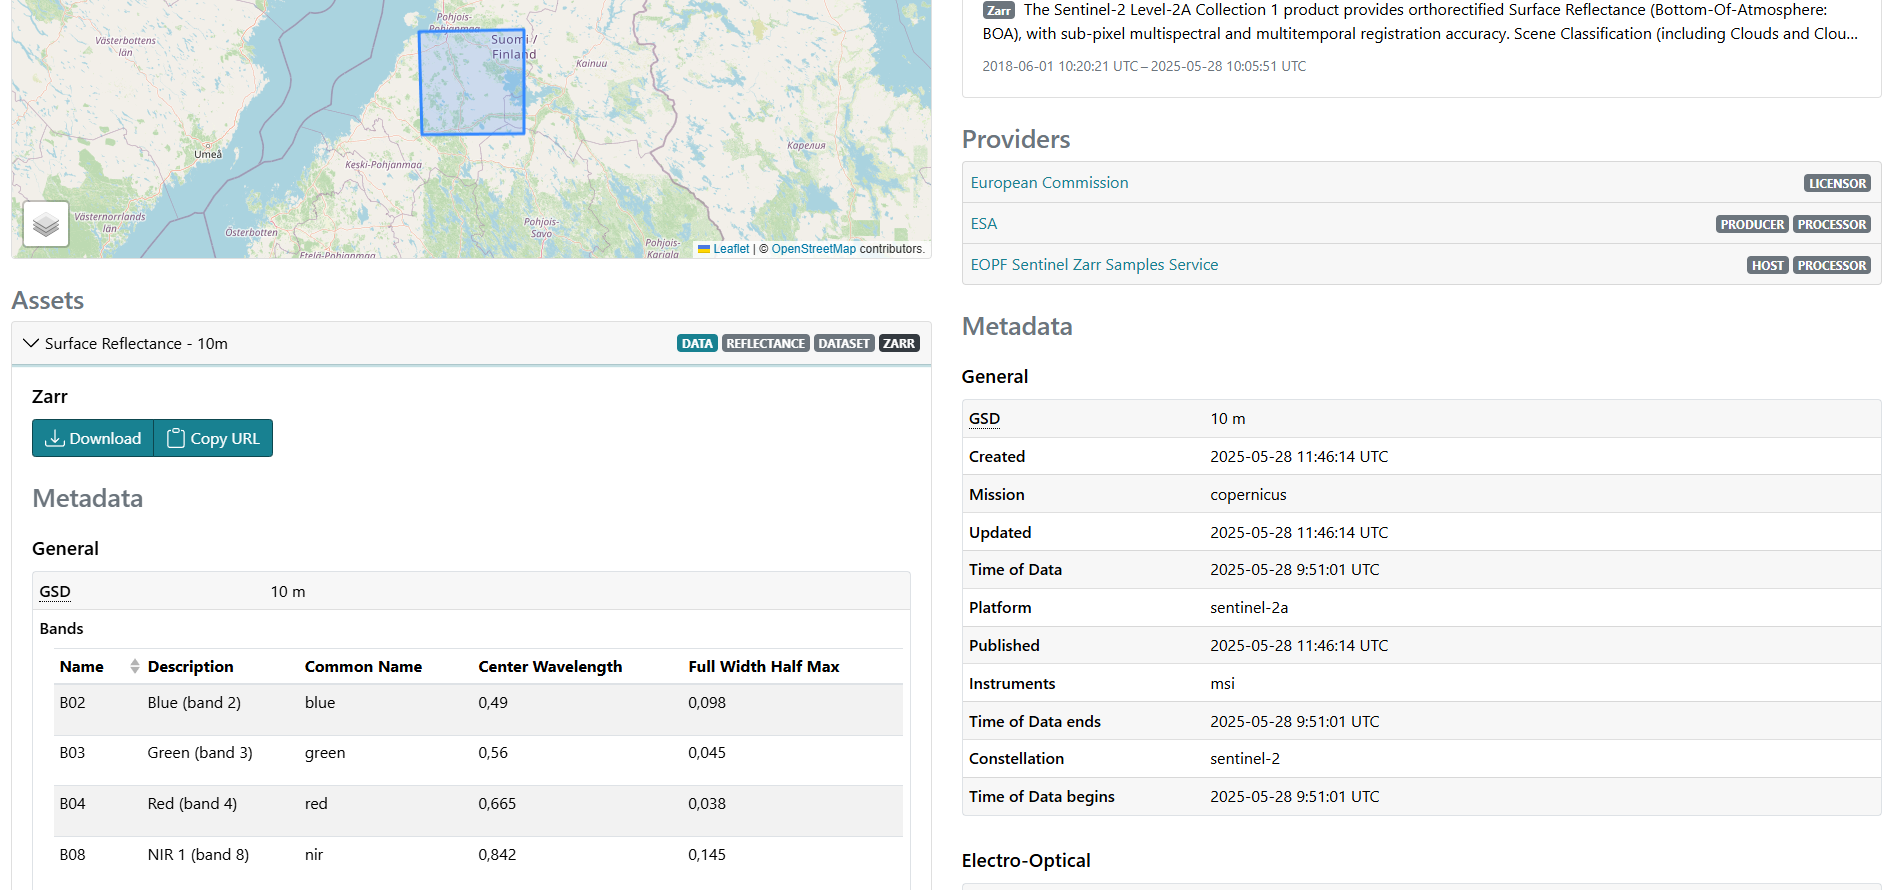 Västerbottens
län
Pohjois-
Pohjanmaa
Suomi /
Finland
Kainuu
Umeå
Keski-Pohjanmaa
Карелия
Västernorrlands
län
Österbotten
Pohjois-
Savo
Etelä-Pohjanmaa
Pohjois-
Karjala
Leaflet | © OpenStreetMap contributors.
Assets
Surface Reflectance - 10m DATA REFLECTANCE DATASET ZARR
Zarr
Download Copy URL
Metadata
General
GSD 10 m
Bands
Name Description Common Name Center Wavelength Full Width Half Max
B02 Blue (band 2) blue 0,49 0,098
B03 Green (band 3) green 0,56 0,045
B04 Red (band 4) red 0,665 0,038
B08 NIR 1 (band 8) nir 0,842 0,145
Zarr The Sentinel-2 Level-2A Collection 1 product provides orthorectified Surface Reflectance (Bottom-Of-Atmosphere:
BOA), with sub-pixel multispectral and multitemporal registration accuracy. Scene Classification (including Clouds and Clou...
2018-06-01 10:20:21 UTC – 2025-05-28 10:05:51 UTC
Providers
European Commission LICENSOR
ESA PRODUCER PROCESSOR
EOPF Sentinel Zarr Samples Service HOST PROCESSOR
Metadata
General
GSD 10 m
Created 2025-05-28 11:46:14 UTC
Mission copernicus
Updated 2025-05-28 11:46:14 UTC
Time of Data 2025-05-28 9:51:01 UTC
Platform sentinel-2a
Published 2025-05-28 11:46:14 UTC
Instruments msi
Time of Data ends 2025-05-28 9:51:01 UTC
Constellation sentinel-2
Time of Data begins 2025-05-28 9:51:01 UTC
Electro-Optical